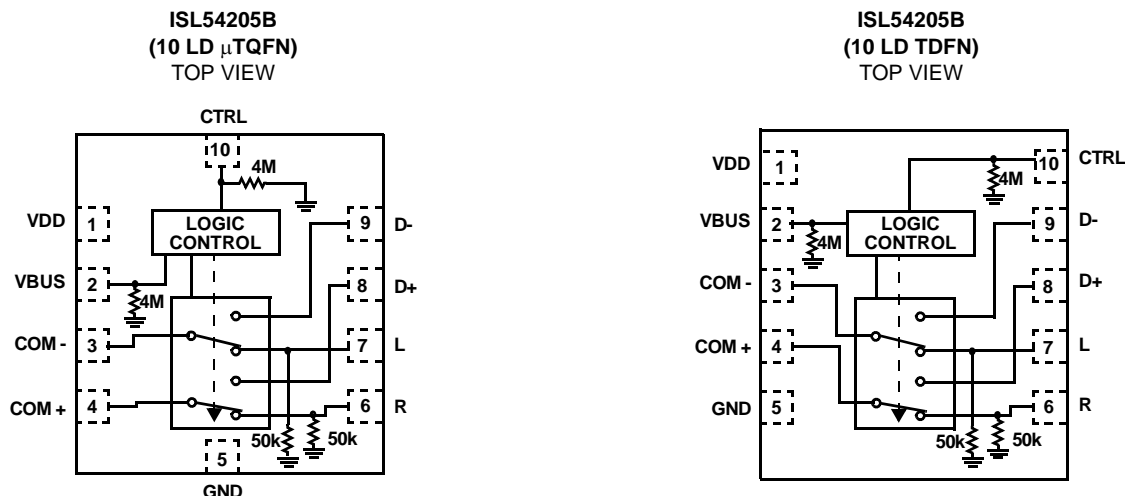 ISL54205B
(10 LD μTQFN)
TOP VIEW
CTRL
10
4M
VDD
1
LOGIC
CONTROL
9
D-
VBUS
2
4M
8
D+
COM -
3
7
L
COM +
4
6
R
50k
50k
5
GND
ISL54205B
(10 LD TDFN)
TOP VIEW
VDD
1
10
CTRL
4M
VBUS
2
4M
LOGIC
CONTROL
9
D-
COM -
3
8
D+
COM +
4
7
L
GND
5
6
R
50k
50k